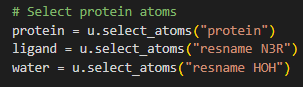 # Select protein atoms
protein = u.select_atoms("protein")
ligand = u.select_atoms("resname N3R")
water = u.select_atoms("resname HOH")